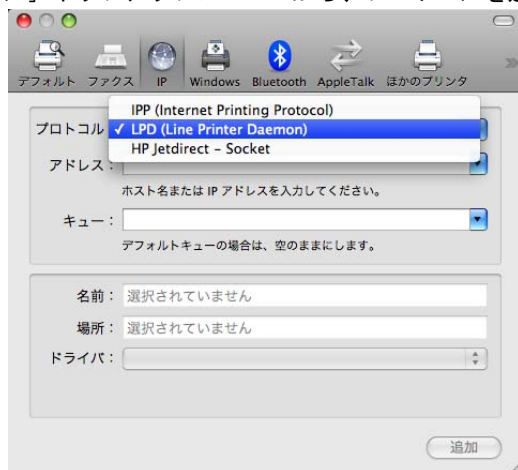 デフォルト ファクス IP Windows Bluetooth AppleTalk ほかのプリンタ
IPP (Internet Printing Protocol)
プロトコル ✓ LPD (Line Printer Daemon)
HP Jetdirect – Socket
アドレス：
ホスト名または IP アドレスを入力してください。
キュー：
デフォルトキューの場合は、空のままにします。
名前： 選択されていません
場所： 選択されていません
ドライバ：
追加